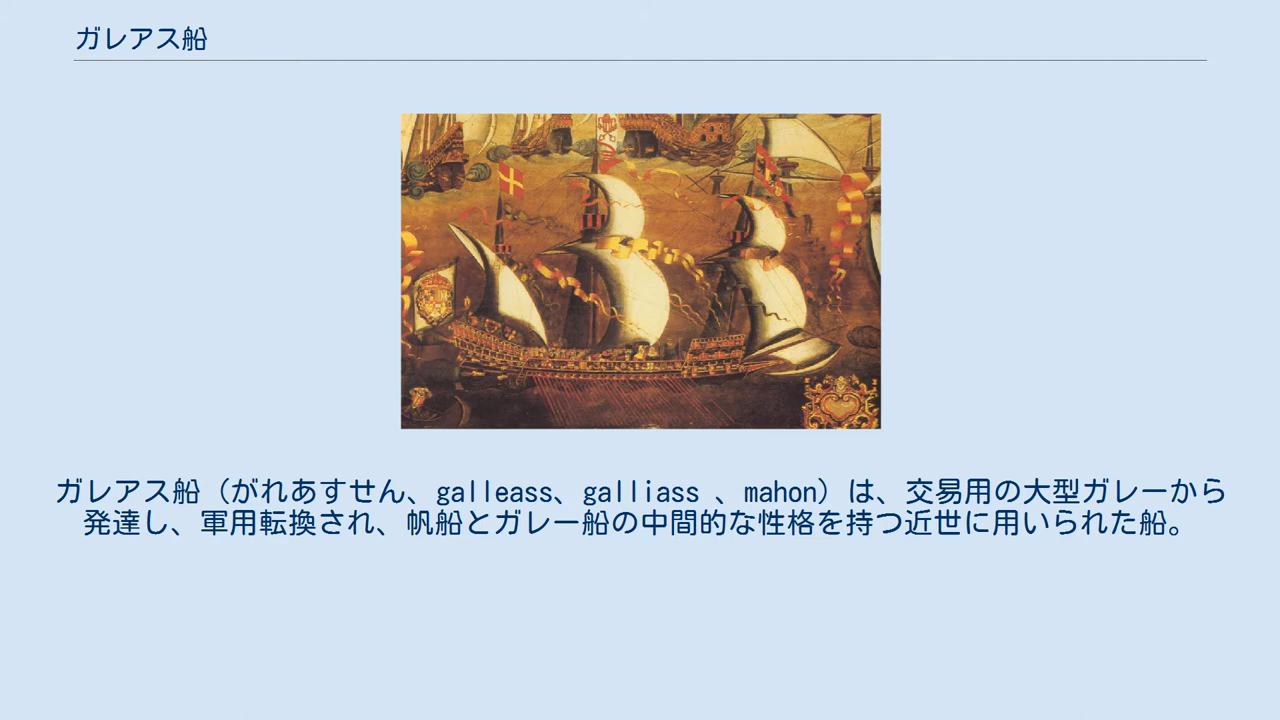 ガレアス船
ガレアス船（がれあすせん、galleass、galliass 、mahon）は、交易用の大型ガレーから
発達し、軍用転換され、帆船とガレー船の中間的な性格を持つ近世に用いられた船。